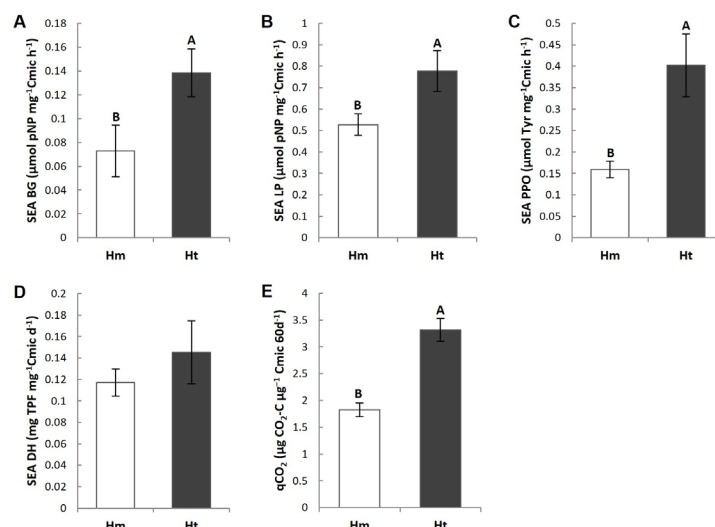 A
SEA BG (μmol pNP mg⁻¹Cmic h⁻¹)
0.18
0.16
0.14
0.12
0.1
0.08
0.06
0.04
0.02
0
B
A
Hm
Ht
B
SEA LP (μmol pNP mg⁻¹Cmic h⁻¹)
1
0.9
0.8
0.7
0.6
0.5
0.4
0.3
0.2
0.1
0
B
A
Hm
Ht
C
SEA PPO (μmol Tyr mg⁻¹Cmic h⁻¹)
0.5
0.45
0.4
0.35
0.3
0.25
0.2
0.15
0.1
0.05
0
B
A
Hm
Ht
D
SEA DH (mg TPF mg⁻¹Cmic d⁻¹)
0.2
0.18
0.16
0.14
0.12
0.1
0.08
0.06
0.04
0.02
0
Hm
Ht
E
qCO₂ (μg CO₂-C μg⁻¹ Cmic 60d⁻¹)
4
3.5
3
2.5
2
1.5
1
0.5
0
B
A
Hm
Ht